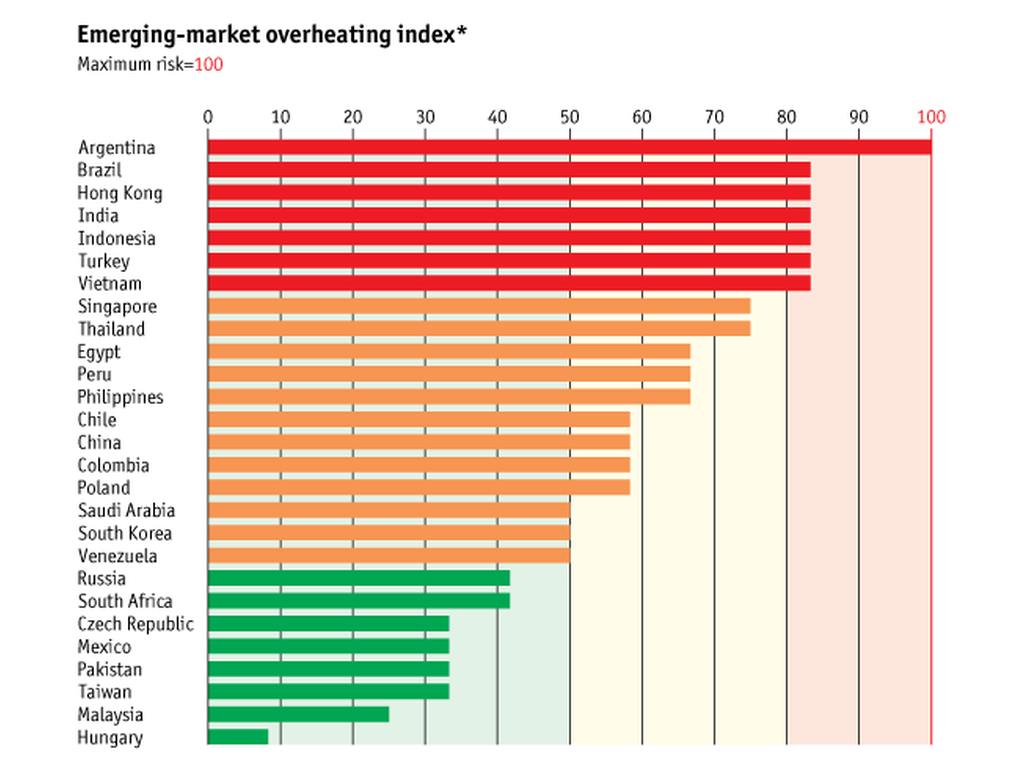 Emerging-market overheating index*
Maximum risk=100
0 10 20 30 40 50 60 70 80 90 100
Argentina
Brazil
Hong Kong
India
Indonesia
Turkey
Vietnam
Singapore
Thailand
Egypt
Peru
Philippines
Chile
China
Colombia
Poland
Saudi Arabia
South Korea
Venezuela
Russia
South Africa
Czech Republic
Mexico
Pakistan
Taiwan
Malaysia
Hungary